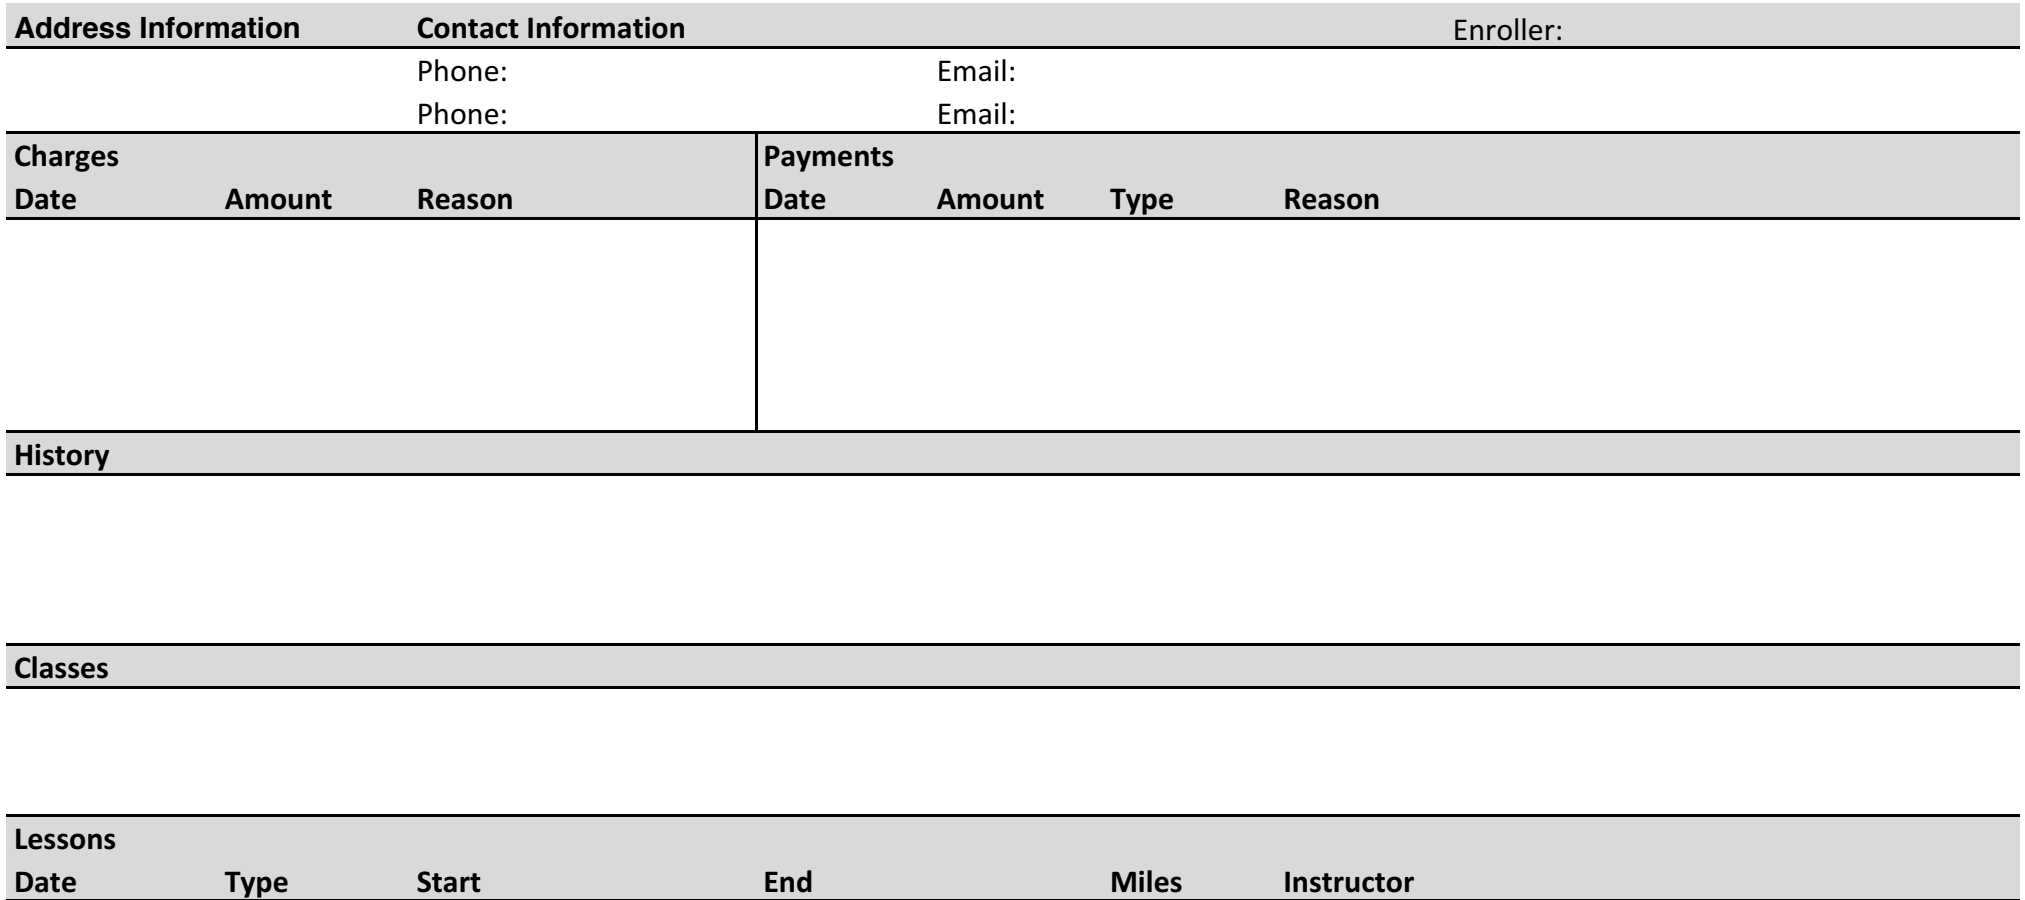 Address Information Contact Information Enroller:
Phone: Email:
Phone: Email:
Charges Payments
Date Amount Reason Date Amount Type Reason
History
Classes
Lessons
Date Type Start End Miles Instructor